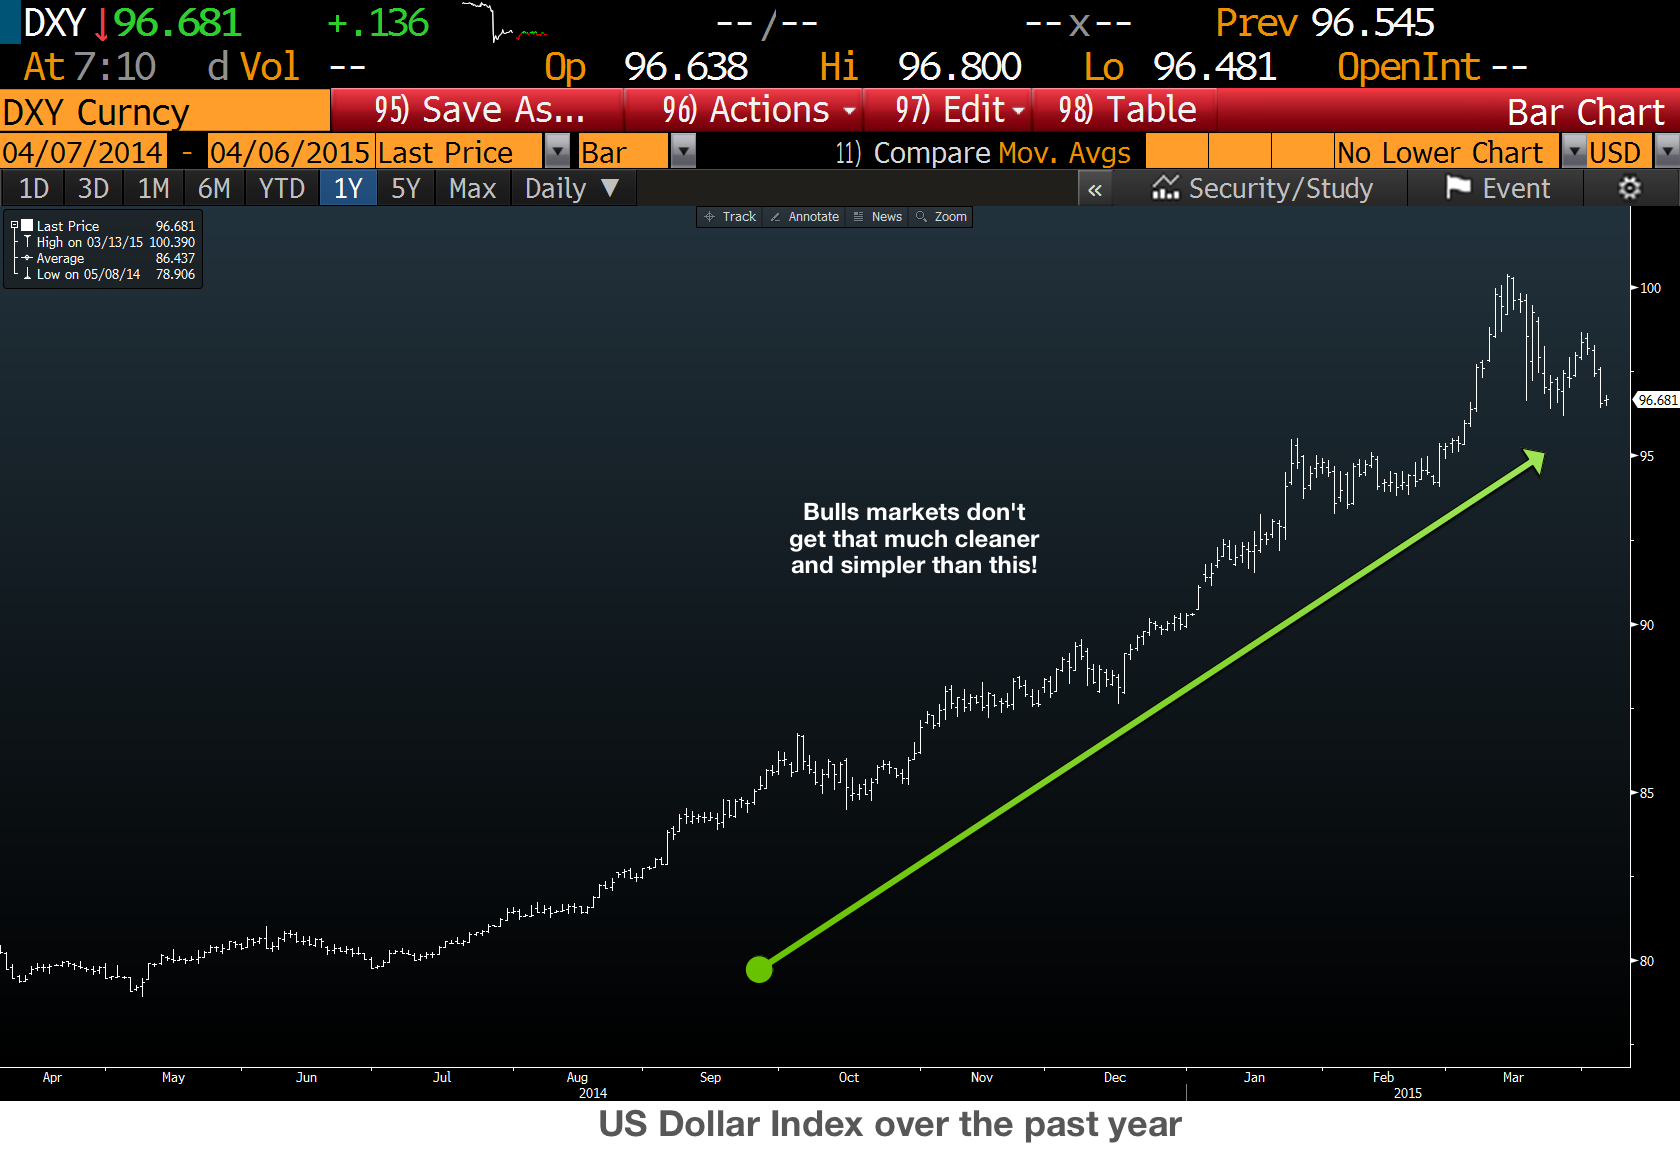 DXY ↓96.681 +.136 --/-- --x-- Prev 96.545
At 7:10 d Vol -- Op 96.638 Hi 96.800 Lo 96.481 OpenInt --
DXY Curncy 95) Save As... 96) Actions 97) Edit 98) Table Bar Chart
04/07/2014 - 04/06/2015 Last Price Bar 11) Compare Mov. Avgs No Lower Chart USD
1D 3D 1M 6M YTD 1Y 5Y Max Daily ▼ « Security/Study Event
Track Annotate News Zoom
Last Price 96.681
High on 03/13/15 100.390
Average 86.437
Low on 05/08/14 78.906
100
96.681
95
Bulls markets don't
get that much cleaner
and simpler than this!
90
85
80
Apr May Jun Jul Aug Sep Oct Nov Dec Jan Feb Mar
2014 2015
US Dollar Index over the past year